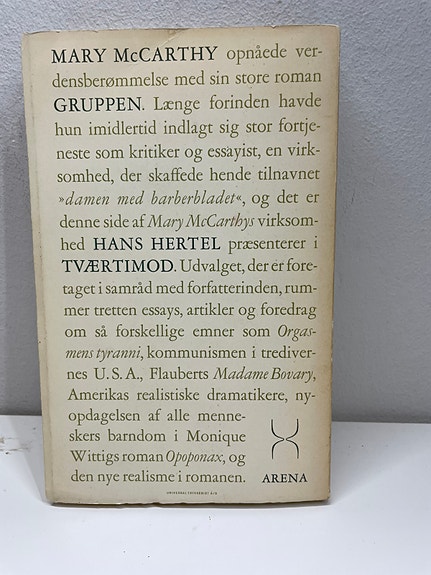 MARY McCARTHY opnåede ver-
densberømmelse med sin store roman
GRUPPEN. Længe forinden havde
hun imidlertid indlagt sig stor fortje-
neste som kritiker og essayist, en virk-
somhed, der skaffede hende tilnavnet
»damen med barberbladet«, og det er
denne side af Mary McCarthys virksom-
hed HANS HERTEL præsenterer i
TVÆRTIMOD. Udvalget, der er fore-
taget i samråd med forfatterinden, rum-
mer tretten essays, artikler og foredrag
om så forskellige emner som Orgas-
mens tyranni, kommunismen i trediver-
nes U.S.A., Flauberts Madame Bovary,
Amerikas realistiske dramatikere, ny-
opdagelsen af alle menne-
skers barndom i Monique
Wittigs roman Opoponax, og
den nye realisme i romanen.
ARENA